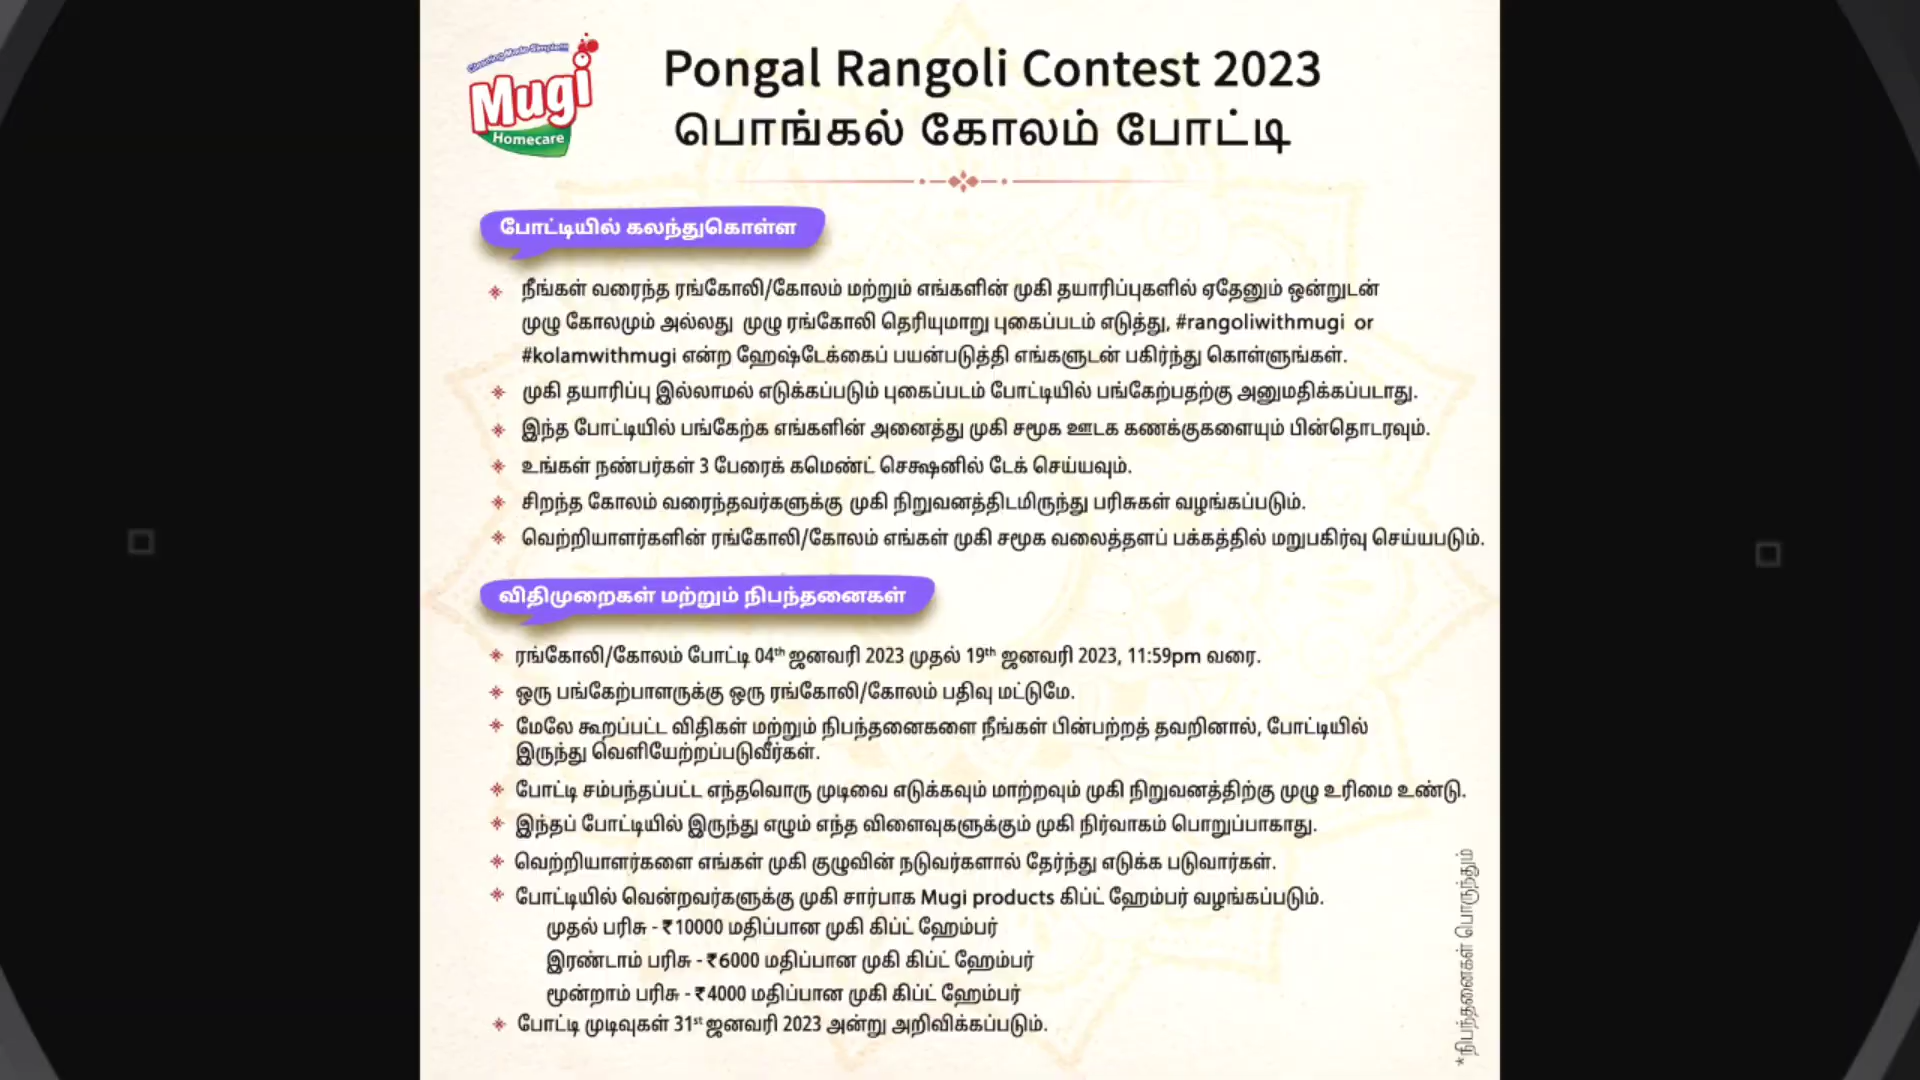 Cleaning Made Simple!!!
Mugi
Homecare
Pongal Rangoli Contest 2023
பொங்கல் கோலம் போட்டி
போட்டியில் கலந்துகொள்ள
நீங்கள் வரைந்த ரங்கோலி/கோலம் மற்றும் எங்களின் முகி தயாரிப்புகளில் ஏதேனும் ஒன்றுடன்
முழு கோலமும் அல்லது முழு ரங்கோலி தெரியுமாறு புகைப்படம் எடுத்து, #rangoliwithmugi or
#kolamwithmugi என்ற ஹேஷ்டேக்கைப் பயன்படுத்தி எங்களுடன் பகிர்ந்து கொள்ளுங்கள்.
முகி தயாரிப்பு இல்லாமல் எடுக்கப்படும் புகைப்படம் போட்டியில் பங்கேற்பதற்கு அனுமதிக்கப்படாது.
இந்த போட்டியில் பங்கேற்க எங்களின் அனைத்து முகி சமூக ஊடக கணக்குகளையும் பின்தொடரவும்.
உங்கள் நண்பர்கள் 3 பேரைக் கமெண்ட் செக்ஷனில் டேக் செய்யவும்.
சிறந்த கோலம் வரைந்தவர்களுக்கு முகி நிறுவனத்திடமிருந்து பரிசுகள் வழங்கப்படும்.
வெற்றியாளர்களின் ரங்கோலி/கோலம் எங்கள் முகி சமூக வலைத்தளப் பக்கத்தில் மறுபகிர்வு செய்யபடும்.
விதிமுறைகள் மற்றும் நிபந்தனைகள்
ரங்கோலி/கோலம் போட்டி 04th ஜனவரி 2023 முதல் 19th ஜனவரி 2023, 11:59pm வரை.
ஒரு பங்கேற்பாளருக்கு ஒரு ரங்கோலி/கோலம் பதிவு மட்டுமே.
மேலே கூறப்பட்ட விதிகள் மற்றும் நிபந்தனைகளை நீங்கள் பின்பற்றத் தவறினால், போட்டியில்
இருந்து வெளியேற்றப்படுவீர்கள்.
போட்டி சம்பந்தப்பட்ட எந்தவொரு முடிவை எடுக்கவும் மாற்றவும் முகி நிறுவனத்திற்கு முழு உரிமை உண்டு.
இந்தப் போட்டியில் இருந்து எழும் எந்த விளைவுகளுக்கும் முகி நிர்வாகம் பொறுப்பாகாது.
வெற்றியாளர்களை எங்கள் முகி குழுவின் நடுவர்களால் தேர்ந்து எடுக்க படுவார்கள்.
போட்டியில் வென்றவர்களுக்கு முகி சார்பாக Mugi products கிப்ட் ஹேம்பர் வழங்கப்படும்.
முதல் பரிசு - ₹10000 மதிப்பான முகி கிப்ட் ஹேம்பர்
இரண்டாம் பரிசு - ₹6000 மதிப்பான முகி கிப்ட் ஹேம்பர்
மூன்றாம் பரிசு - ₹4000 மதிப்பான முகி கிப்ட் ஹேம்பர்
போட்டி முடிவுகள் 31st ஜனவரி 2023 அன்று அறிவிக்கப்படும்.
*நிபந்தனைகள் பொருந்தும்